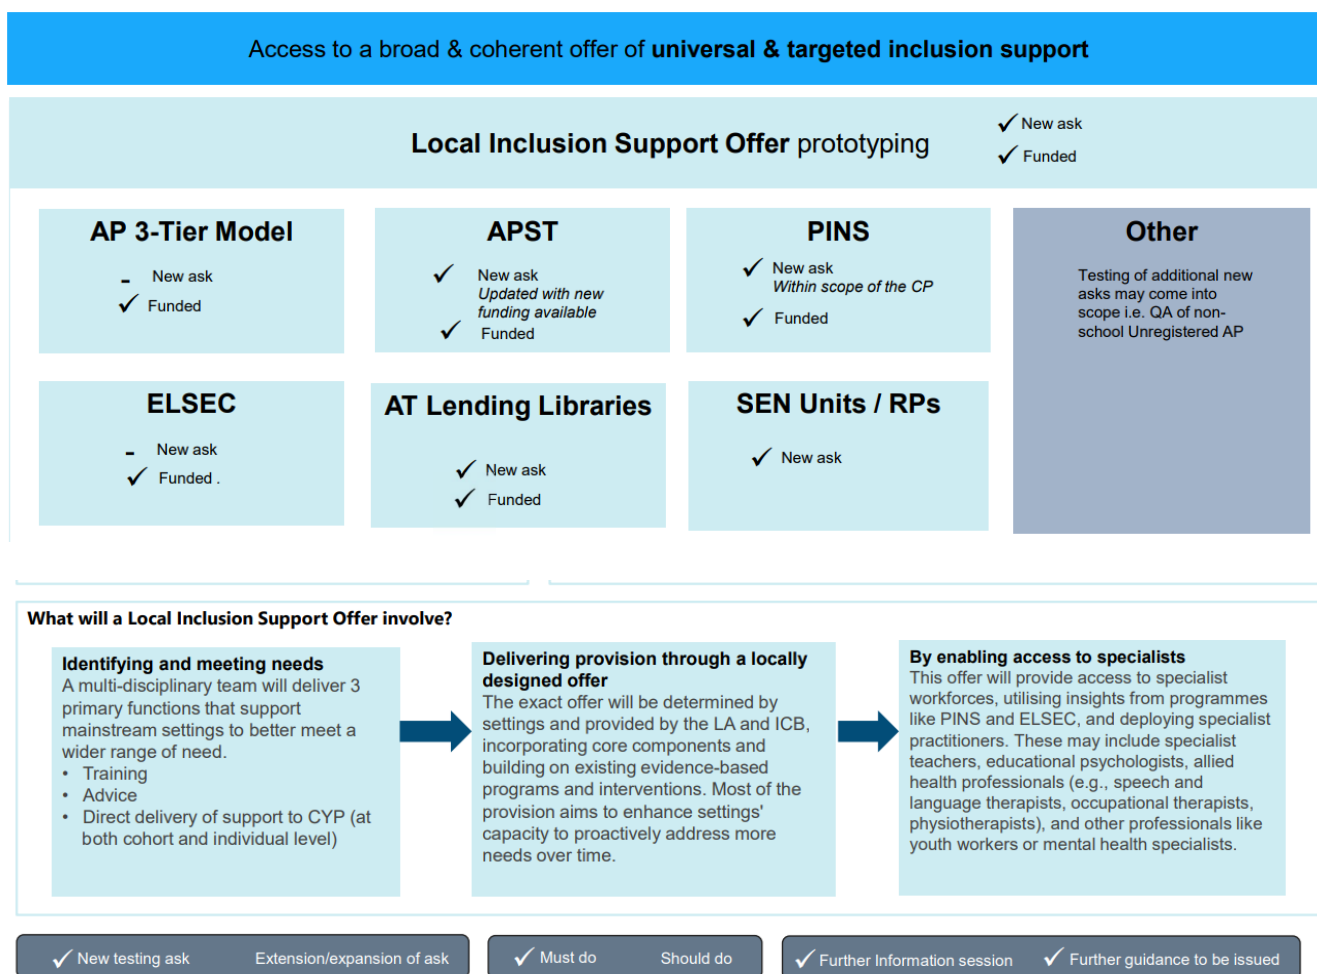 Access to a broad & coherent offer of universal & targeted inclusion support
Local Inclusion Support Offer prototyping
✓ New ask
✓ Funded
AP 3-Tier Model
- New ask
✓ Funded
APST
✓ New ask
Updated with new
funding available
✓ Funded
PINS
✓ New ask
Within scope of the CP
✓ Funded
Other
Testing of additional new
asks may come into
scope i.e. QA of non-
school Unregistered AP
ELSEC
- New ask
✓ Funded .
AT Lending Libraries
✓ New ask
✓ Funded
SEN Units / RPs
✓ New ask
What will a Local Inclusion Support Offer involve?
Identifying and meeting needs
A multi-disciplinary team will deliver 3
primary functions that support
mainstream settings to better meet a
wider range of need.
• Training
• Advice
• Direct delivery of support to CYP (at
both cohort and individual level)
Delivering provision through a locally
designed offer
The exact offer will be determined by
settings and provided by the LA and ICB,
incorporating core components and
building on existing evidence-based
programs and interventions. Most of the
provision aims to enhance settings'
capacity to proactively address more
needs over time.
By enabling access to specialists
This offer will provide access to specialist
workforces, utilising insights from programmes
like PINS and ELSEC, and deploying specialist
practitioners. These may include specialist
teachers, educational psychologists, allied
health professionals (e.g., speech and
language therapists, occupational therapists,
physiotherapists), and other professionals like
youth workers or mental health specialists.
✓ New testing ask Extension/expansion of ask
✓ Must do Should do
✓ Further Information session ✓ Further guidance to be issued